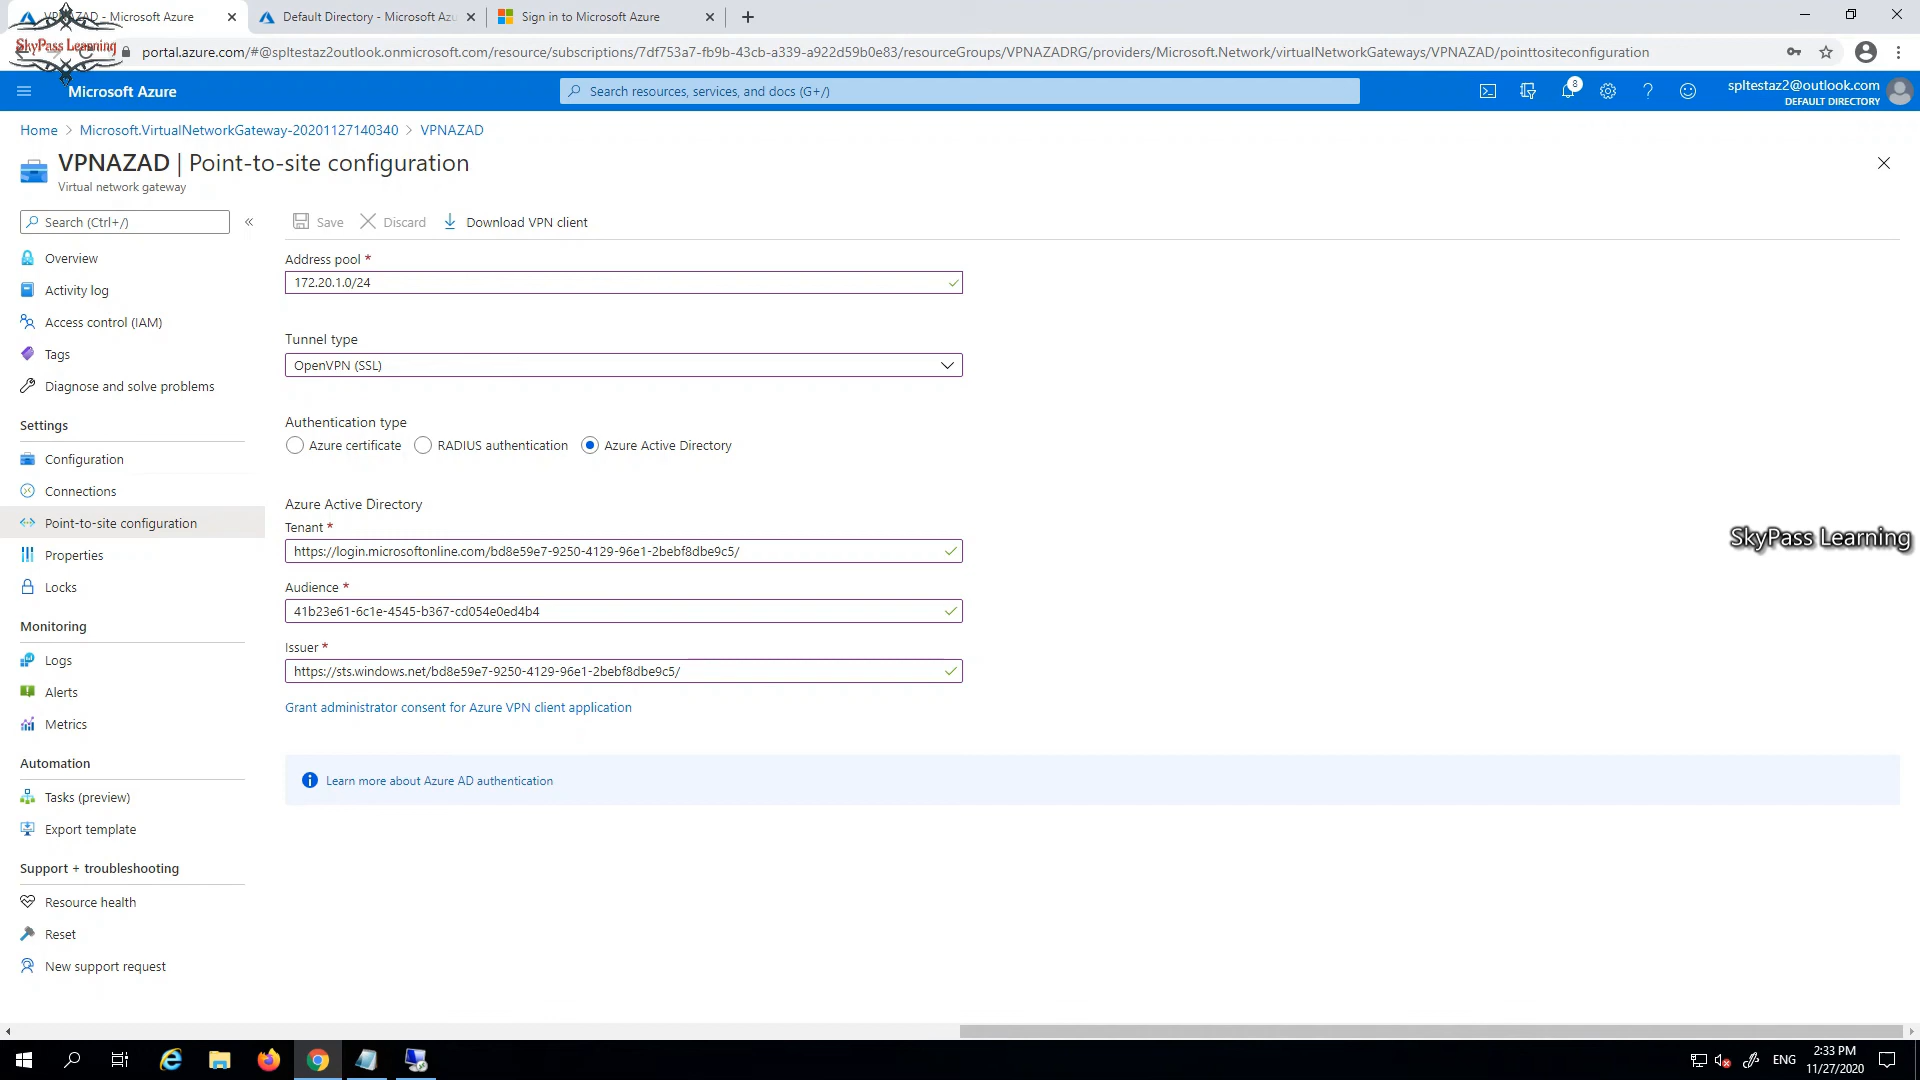 VPNAZAD - Microsoft Azure
Default Directory - Microsoft Azu
Sign in to Microsoft Azure
SkyPass Learning
portal.azure.com/#@spltestaz2outlook.onmicrosoft.com/resource/subscriptions/7df753a7-fb9b-43cb-a339-a922d59b0e83/resourceGroups/VPNAZADRG/providers/Microsoft.Network/virtualNetworkGateways/VPNAZAD/pointtositeconfiguration
Microsoft Azure
Search resources, services, and docs (G+/)
8
spltestaz2@outlook.com
DEFAULT DIRECTORY
Home > Microsoft.VirtualNetworkGateway-20201127140340 > VPNAZAD
VPNAZAD | Point-to-site configuration
Virtual network gateway
Search (Ctrl+/)
Overview
Activity log
Access control (IAM)
Tags
Diagnose and solve problems
Settings
Configuration
Connections
Point-to-site configuration
Properties
Locks
Monitoring
Logs
Alerts
Metrics
Automation
Tasks (preview)
Export template
Support + troubleshooting
Resource health
Reset
New support request
Save
Discard
Download VPN client
Address pool *
172.20.1.0/24
Tunnel type
OpenVPN (SSL)
Authentication type
Azure certificate
RADIUS authentication
Azure Active Directory
Azure Active Directory
Tenant *
https://login.microsoftonline.com/bd8e59e7-9250-4129-96e1-2bebf8dbe9c5/
Audience *
41b23e61-6c1e-4545-b367-cd054e0ed4b4
Issuer *
https://sts.windows.net/bd8e59e7-9250-4129-96e1-2bebf8dbe9c5/
Grant administrator consent for Azure VPN client application
Learn more about Azure AD authentication
SkyPass Learning
ENG
2:33 PM
11/27/2020